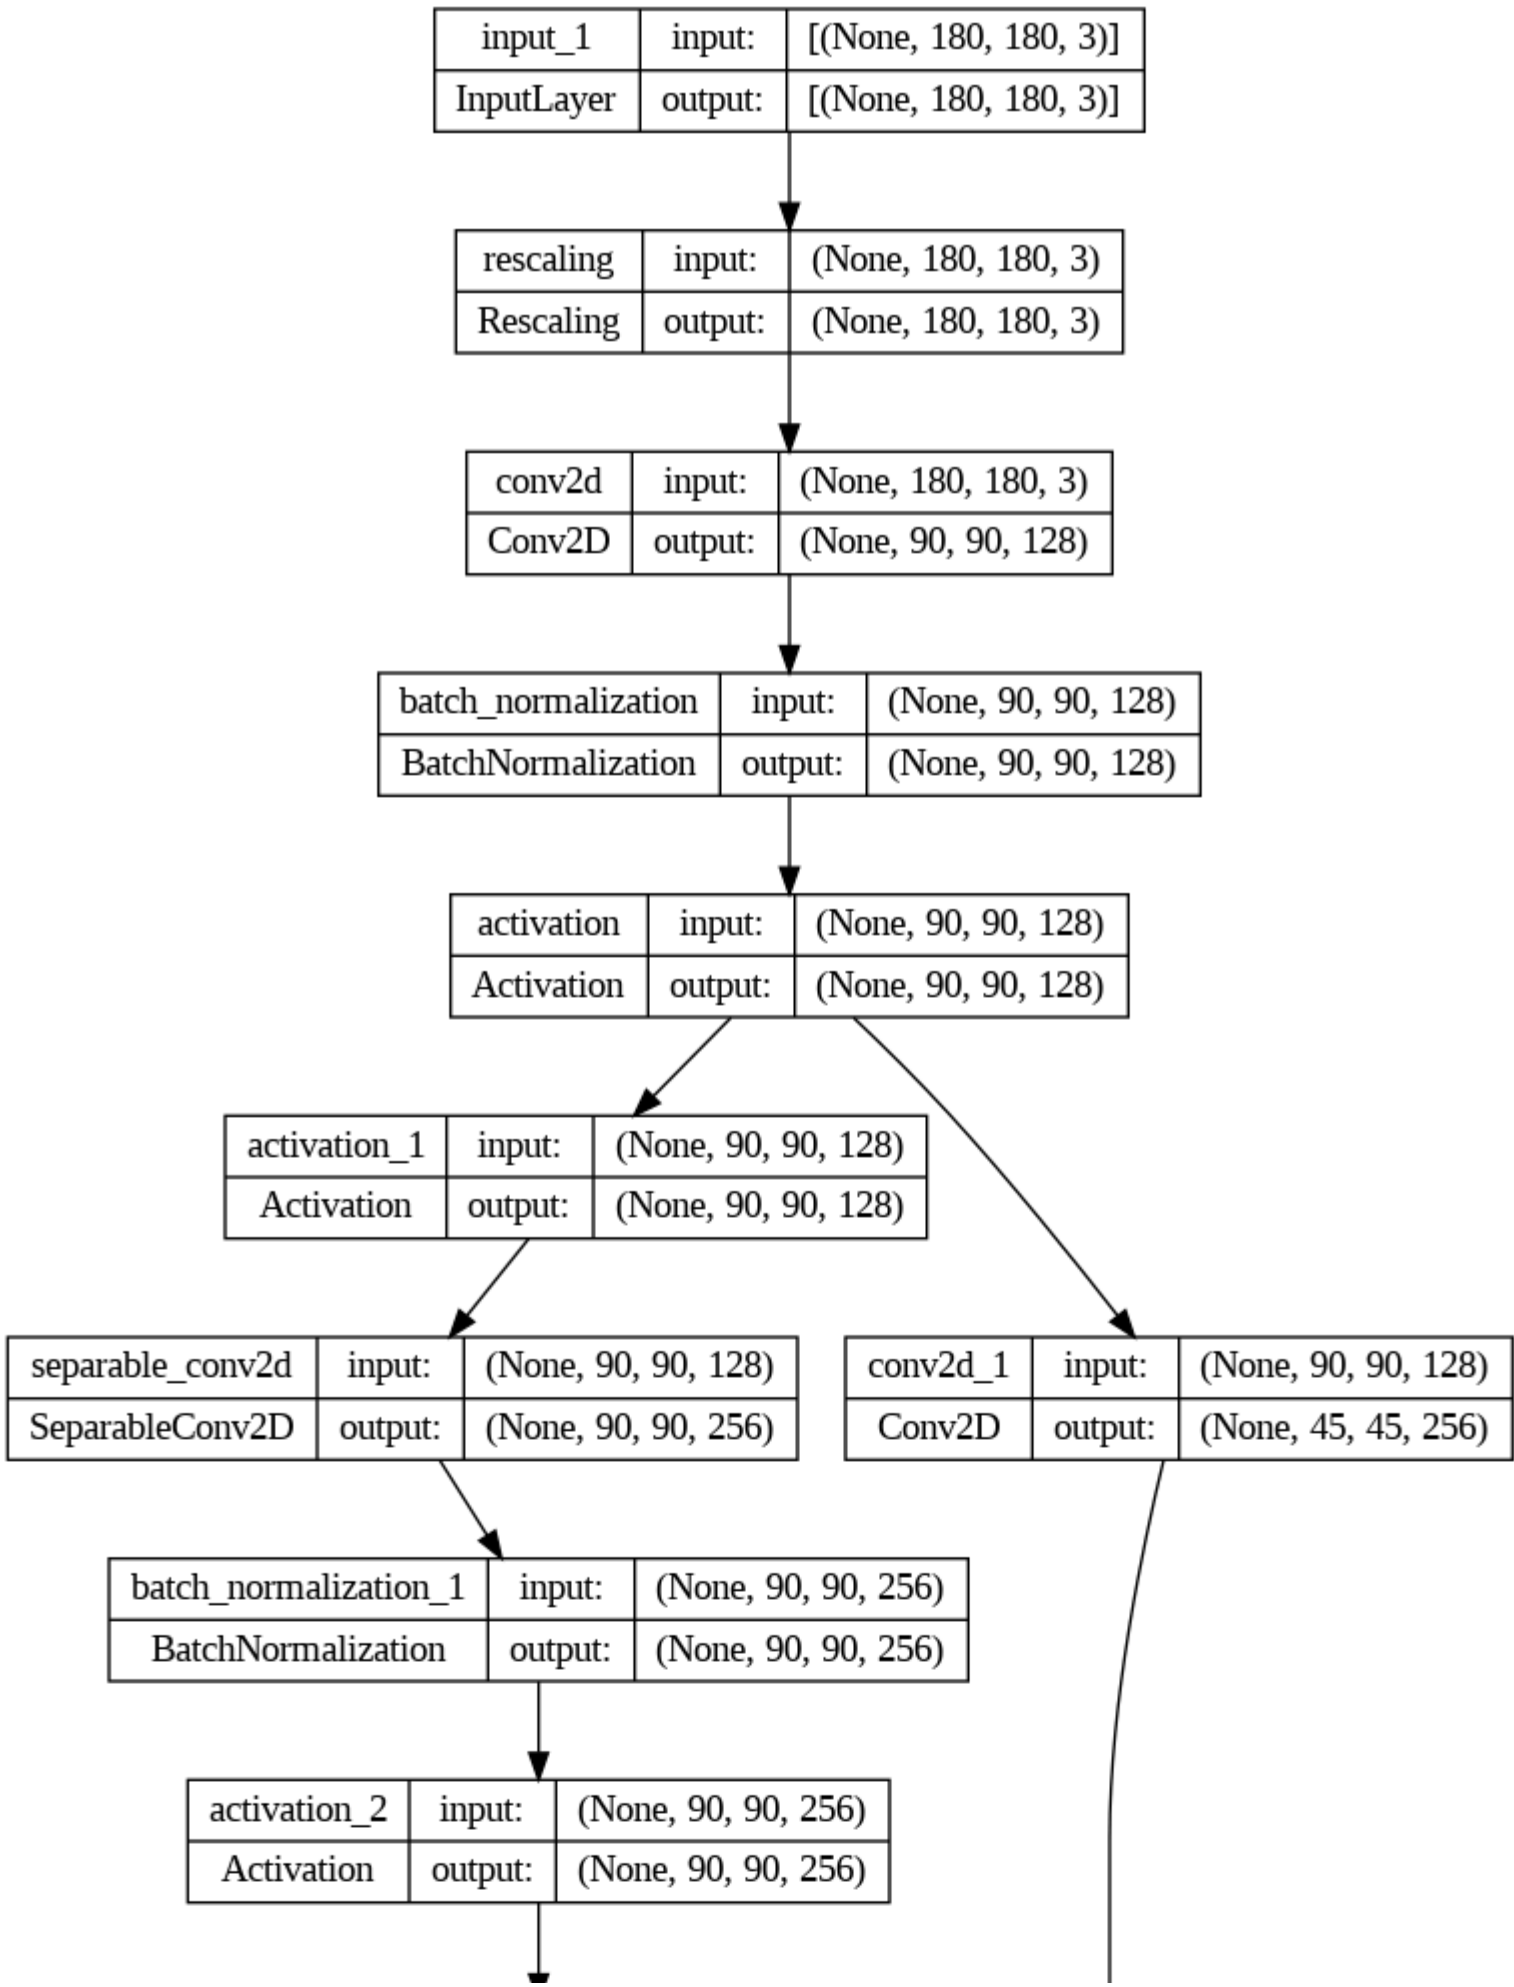 input_1 input: [(None, 180, 180, 3)]
InputLayer output: [(None, 180, 180, 3)]
rescaling input: (None, 180, 180, 3)
Rescaling output: (None, 180, 180, 3)
conv2d input: (None, 180, 180, 3)
Conv2D output: (None, 90, 90, 128)
batch_normalization input: (None, 90, 90, 128)
BatchNormalization output: (None, 90, 90, 128)
activation input: (None, 90, 90, 128)
Activation output: (None, 90, 90, 128)
activation_1 input: (None, 90, 90, 128)
Activation output: (None, 90, 90, 128)
separable_conv2d input: (None, 90, 90, 128)
SeparableConv2D output: (None, 90, 90, 256)
conv2d_1 input: (None, 90, 90, 128)
Conv2D output: (None, 45, 45, 256)
batch_normalization_1 input: (None, 90, 90, 256)
BatchNormalization output: (None, 90, 90, 256)
activation_2 input: (None, 90, 90, 256)
Activation output: (None, 90, 90, 256)